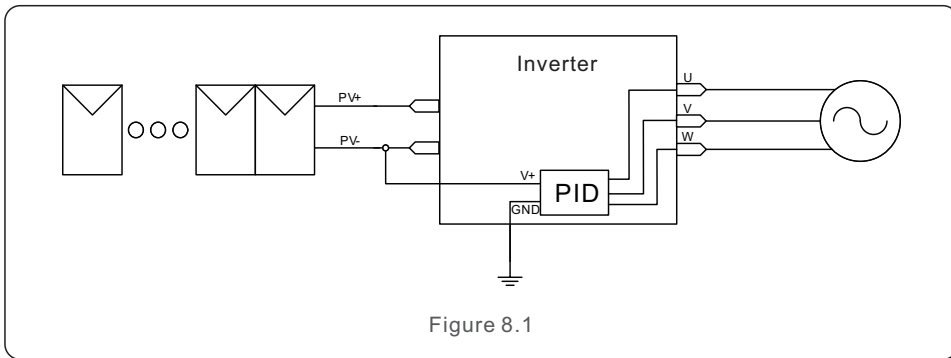 Inverter
U
PV+
V
PV-
W
V+
PID
GND
Figure 8.1